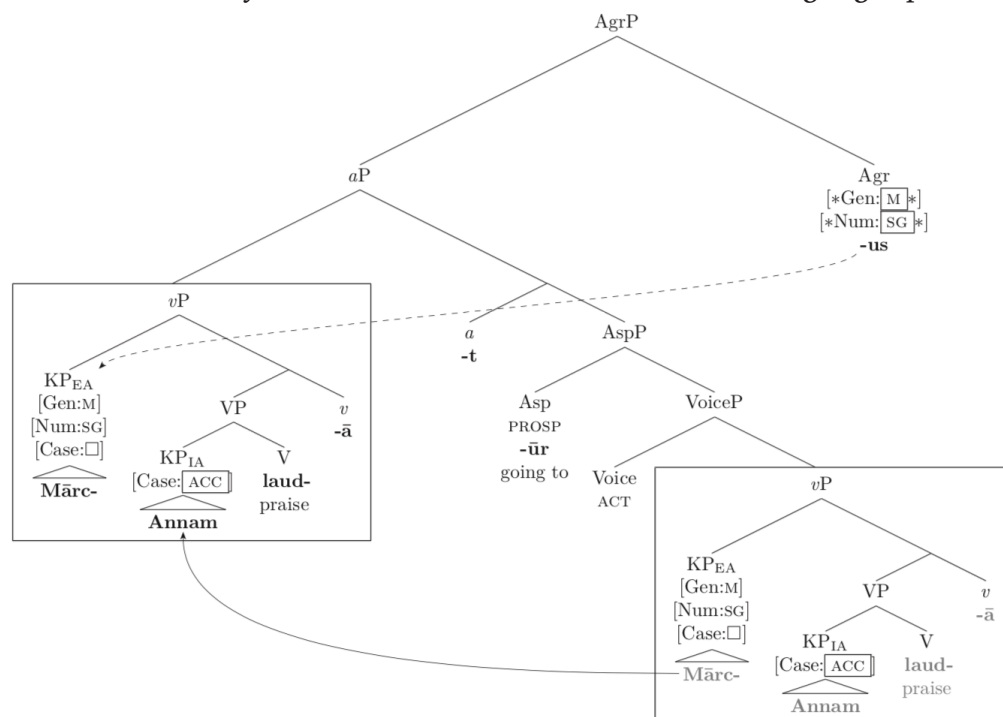 AgrP
aP
Agr
[∗Gen: M ∗]
[∗Num: SG ∗]
-us
vP
KP_EA
[Gen:M]
[Num:SG]
[Case:□]
Mārc-
VP
v
-ā
KP_IA
[Case: ACC]
Annam
V
laud-
praise
a
-t
AspP
Asp
PROSP
-ūr
going to
VoiceP
Voice
ACT
vP
KP_EA
[Gen:M]
[Num:SG]
[Case:□]
Mārc-
VP
v
-ā
KP_IA
[Case: ACC]
Annam
V
laud-
praise